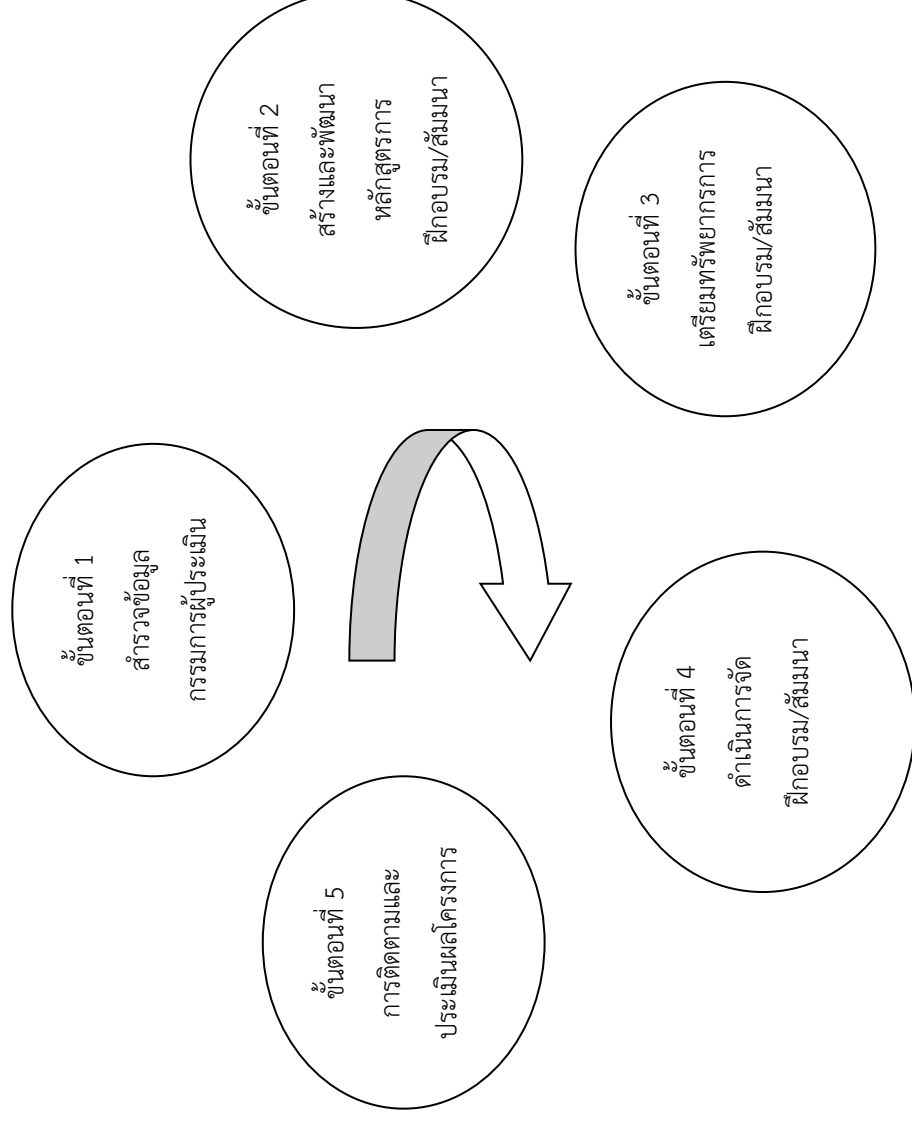 ขั้นตอนที่ 1
สำรวจข้อมูล
กรรมการผู้ประเมิน
ขั้นตอนที่ 2
สร้างและพัฒนา
หลักสูตรการ
ฝึกอบรม/สัมมนา
ขั้นตอนที่ 3
เตรียมทรัพยากรการ
ฝึกอบรม/สัมมนา
ขั้นตอนที่ 4
ดำเนินการจัด
ฝึกอบรม/สัมมนา
ขั้นตอนที่ 5
การติดตามและ
ประเมินผลโครงการ